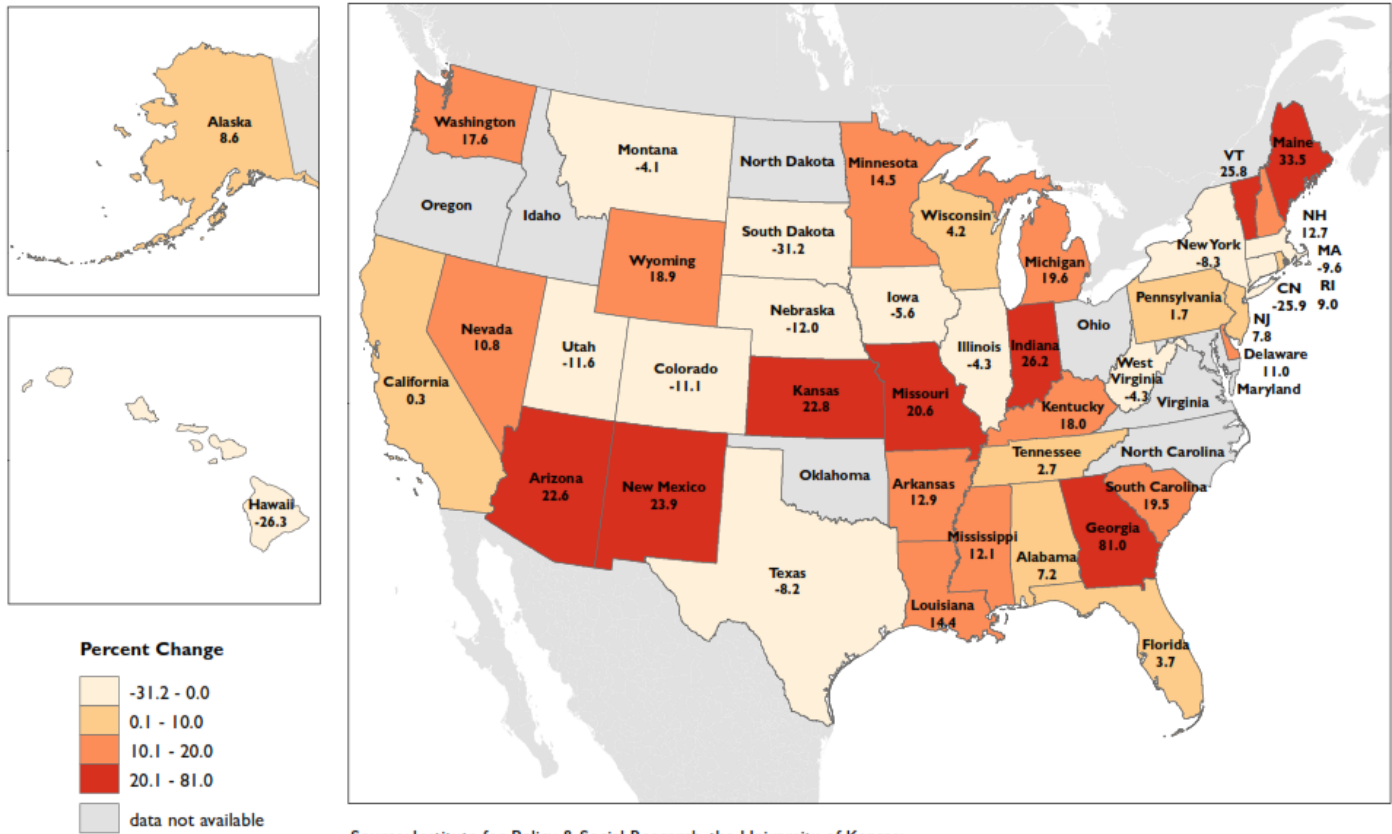 Alaska
8.6
Hawaii
-26.3
Washington
17.6
Oregon
Idaho
Montana
-4.1
North Dakota
Minnesota
14.5
South Dakota
-31.2
Wyoming
18.9
Wisconsin
4.2
Michigan
19.6
VT
25.8
Maine
33.5
NH
12.7
MA
-9.6
New York
-8.3
CN
-25.9
RI
9.0
Pennsylvania
1.7
NJ
7.8
Delaware
11.0
Maryland
California
0.3
Nevada
10.8
Utah
-11.6
Colorado
-11.1
Nebraska
-12.0
Iowa
-5.6
Illinois
-4.3
Indiana
26.2
Ohio
West
Virginia
-4.3
Virginia
Kansas
22.8
Missouri
20.6
Kentucky
18.0
Tennessee
2.7
North Carolina
Arizona
22.6
New Mexico
23.9
Oklahoma
Arkansas
12.9
South Carolina
19.5
Mississippi
12.1
Alabama
7.2
Georgia
81.0
Texas
-8.2
Louisiana
14.4
Florida
3.7
Percent Change
-31.2 - 0.0
0.1 - 10.0
10.1 - 20.0
20.1 - 81.0
data not available